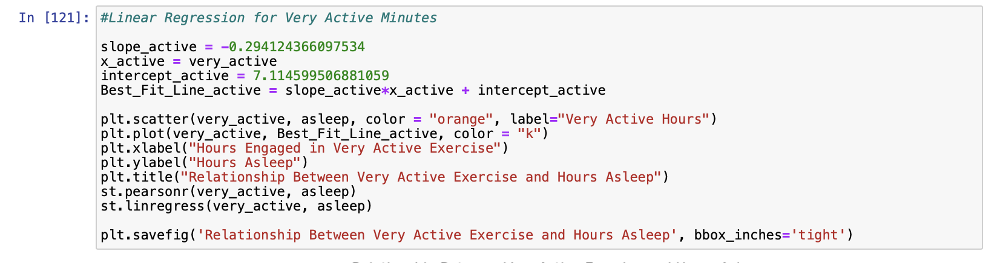 In [121]: #Linear Regression for Very Active Minutes
slope_active = -0.294124366097534
x_active = very_active
intercept_active = 7.114599506881059
Best_Fit_Line_active = slope_active*x_active + intercept_active
plt.scatter(very_active, asleep, color = "orange", label="Very Active Hours")
plt.plot(very_active, Best_Fit_Line_active, color = "k")
plt.xlabel("Hours Engaged in Very Active Exercise")
plt.ylabel("Hours Asleep")
plt.title("Relationship Between Very Active Exercise and Hours Asleep")
st.pearsonr(very_active, asleep)
st.linregress(very_active, asleep)
plt.savefig('Relationship Between Very Active Exercise and Hours Asleep', bbox_inches='tight')